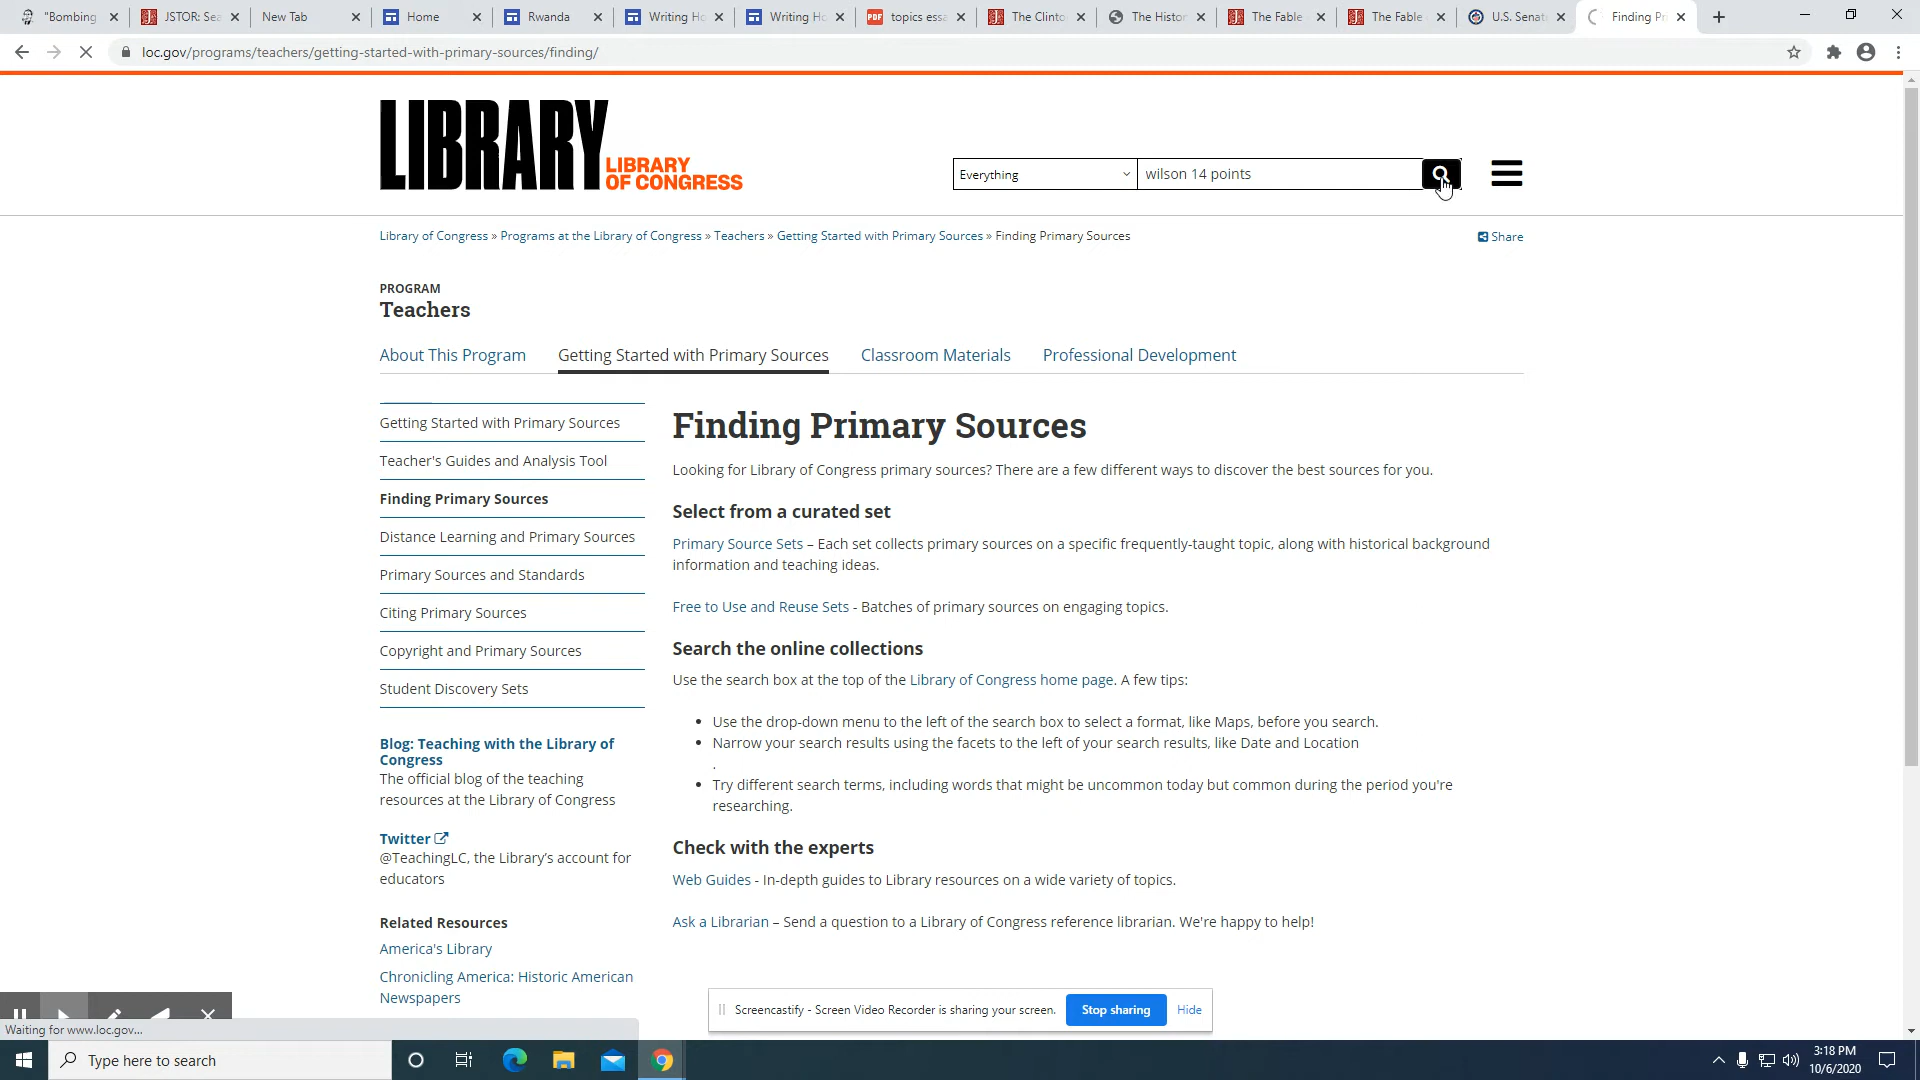 "Bombing
JSTOR: Sea
New Tab
Home
Rwanda
Writing Ho
Writing Ho
topics essa
The Clinto
The Histor
The Fable
The Fable
U.S. Senat
Finding Pr
loc.gov/programs/teachers/getting-started-with-primary-sources/finding/
LIBRARY
LIBRARY
OF CONGRESS
Everything
wilson 14 points
Library of Congress » Programs at the Library of Congress » Teachers » Getting Started with Primary Sources » Finding Primary Sources
Share
PROGRAM
Teachers
About This Program
Getting Started with Primary Sources
Classroom Materials
Professional Development
Getting Started with Primary Sources
Teacher's Guides and Analysis Tool
Finding Primary Sources
Distance Learning and Primary Sources
Primary Sources and Standards
Citing Primary Sources
Copyright and Primary Sources
Student Discovery Sets
Blog: Teaching with the Library of
Congress
The official blog of the teaching
resources at the Library of Congress
Twitter
@TeachingLC, the Library's account for
educators
Related Resources
America's Library
Chronicling America: Historic American
Newspapers
Finding Primary Sources
Looking for Library of Congress primary sources? There are a few different ways to discover the best sources for you.
Select from a curated set
Primary Source Sets – Each set collects primary sources on a specific frequently-taught topic, along with historical background
information and teaching ideas.
Free to Use and Reuse Sets - Batches of primary sources on engaging topics.
Search the online collections
Use the search box at the top of the Library of Congress home page. A few tips:
• Use the drop-down menu to the left of the search box to select a format, like Maps, before you search.
• Narrow your search results using the facets to the left of your search results, like Date and Location
.
• Try different search terms, including words that might be uncommon today but common during the period you're
researching.
Check with the experts
Web Guides - In-depth guides to Library resources on a wide variety of topics.
Ask a Librarian – Send a question to a Library of Congress reference librarian. We're happy to help!
Screencastify - Screen Video Recorder is sharing your screen.
Stop sharing
Hide
Waiting for www.loc.gov...
Type here to search
3:18 PM
10/6/2020